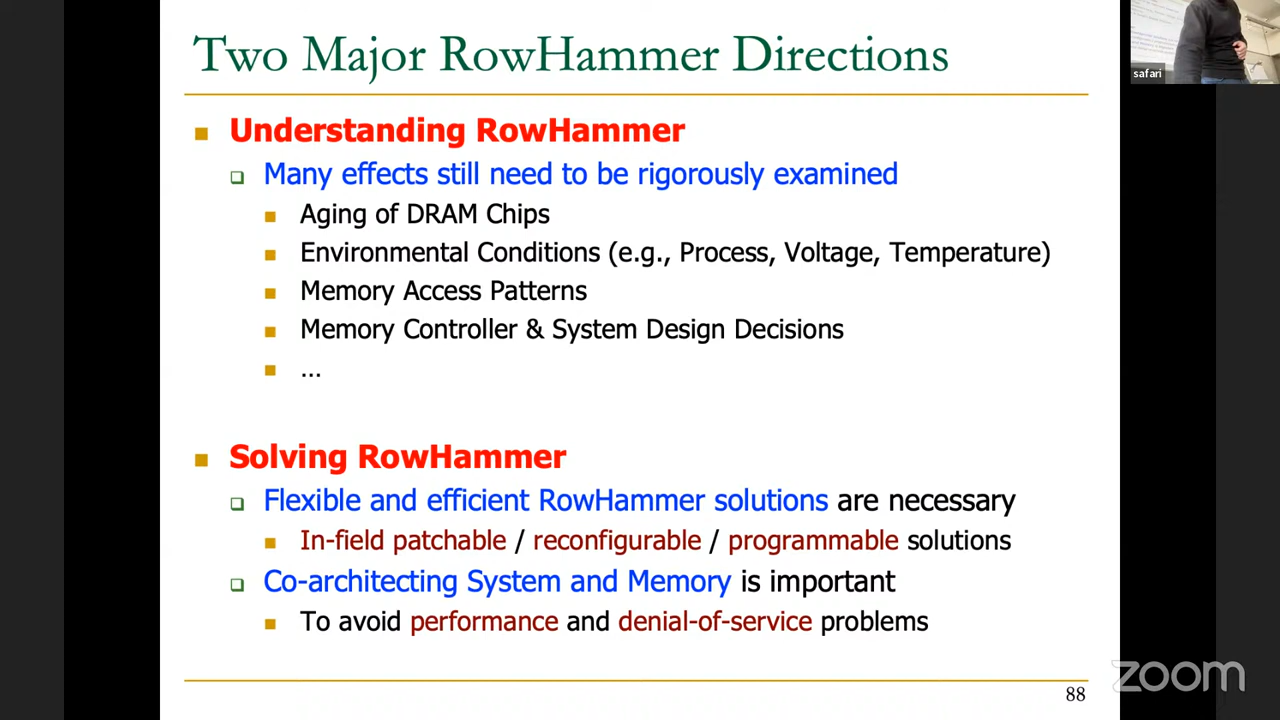 Two Major RowHammer Directions
safari
Understanding RowHammer
Many effects still need to be rigorously examined
Aging of DRAM Chips
Environmental Conditions (e.g., Process, Voltage, Temperature)
Memory Access Patterns
Memory Controller & System Design Decisions
...
Solving RowHammer
Flexible and efficient RowHammer solutions are necessary
In-field patchable / reconfigurable / programmable solutions
Co-architecting System and Memory is important
To avoid performance and denial-of-service problems
zoom
88